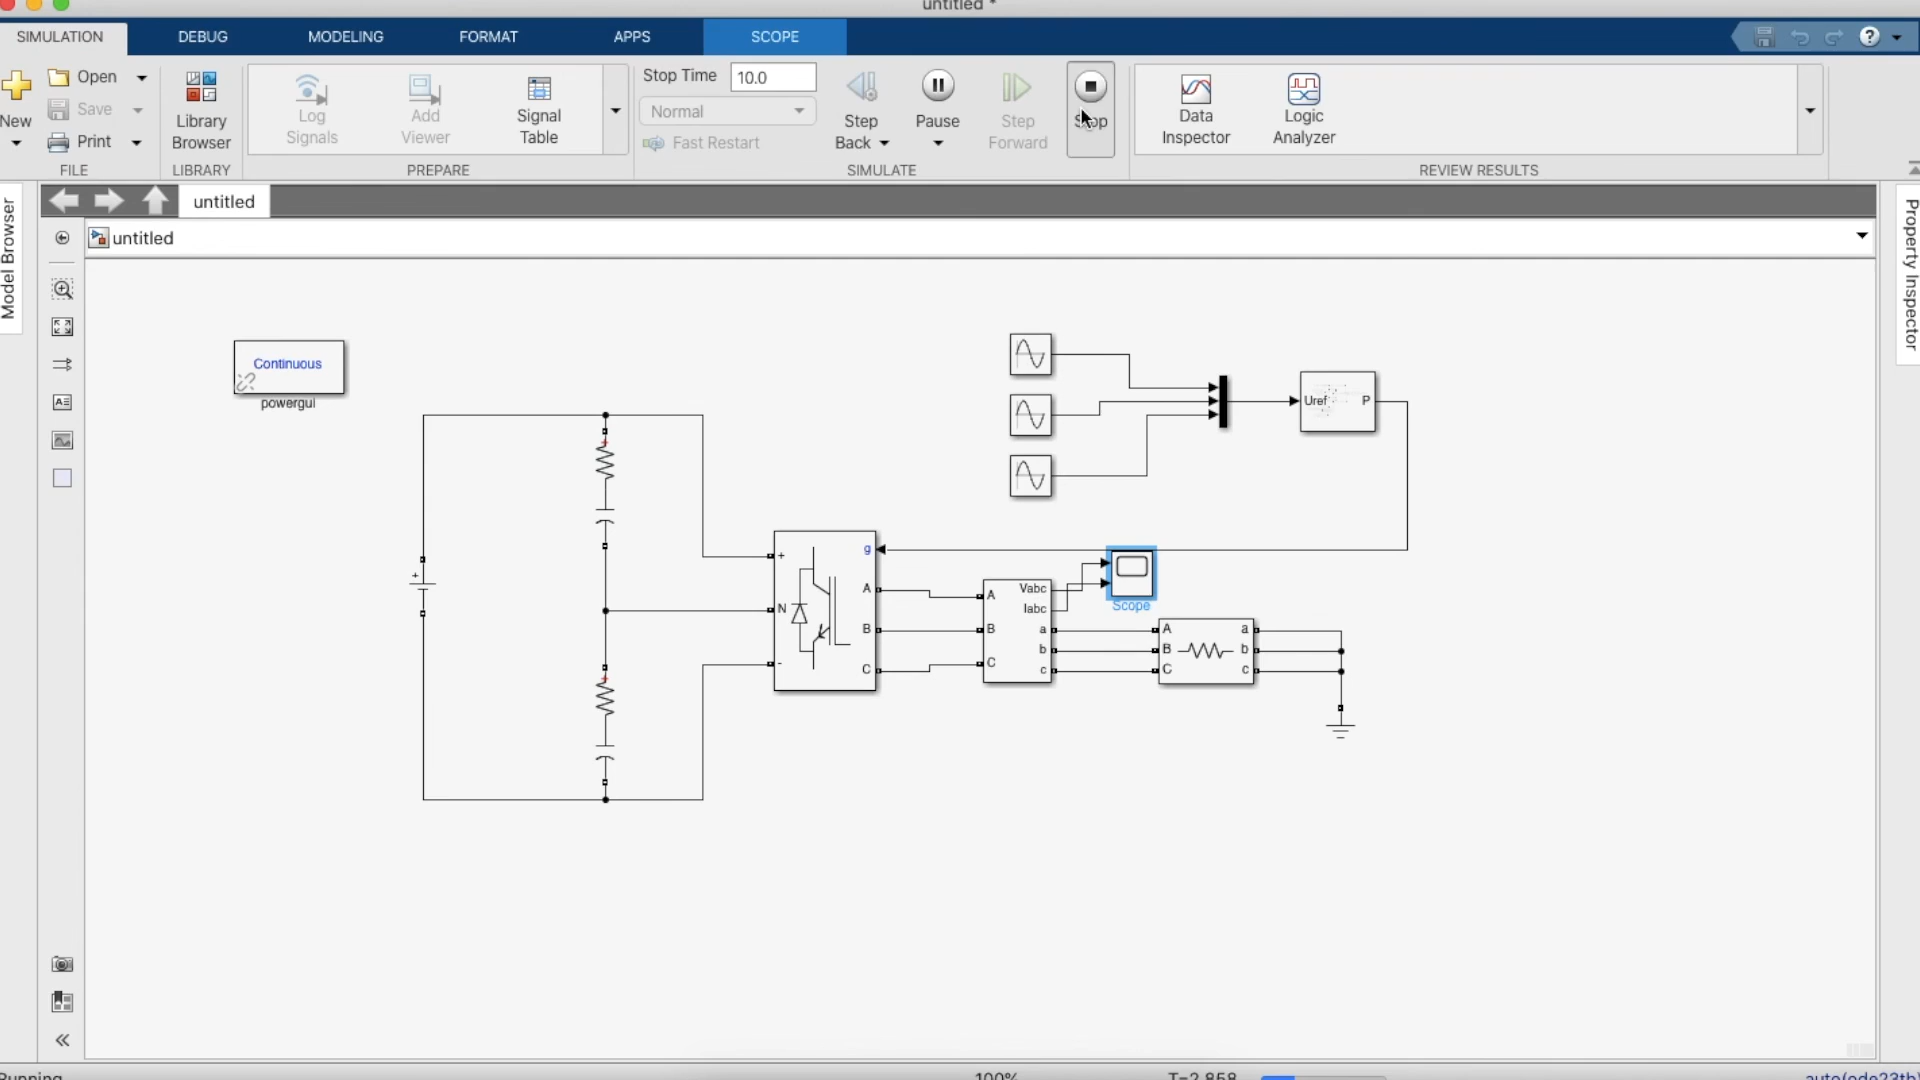 untitled *
SIMULATION
DEBUG
MODELING
FORMAT
APPS
SCOPE
?
New
Open
Save
Print
FILE
Library
Browser
LIBRARY
Log
Signals
Add
Viewer
Signal
Table
PREPARE
Stop Time 10.0
Normal
Fast Restart
Step
Back
Pause
Step
Forward
Stop
SIMULATE
Data
Inspector
Logic
Analyzer
REVIEW RESULTS
Model Browser
untitled
untitled
Property Inspector
Continuous
powergui
Uref P
+
+ g
A
N
B
-
C
A Vabc
Iabc
B a
b
C c
Scope
A a
B b
C c
Running
100%
T=2.858
auto(ode23tb)